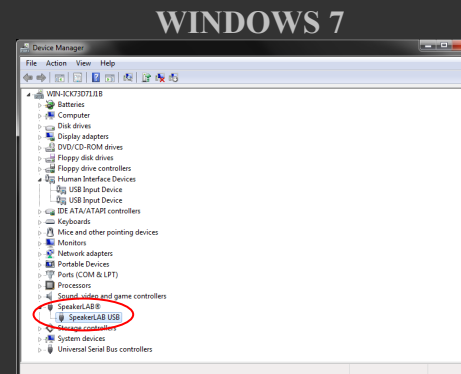 WINDOWS 7
Device Manager
File Action View Help
WIN-ICK73D71J1B
Batteries
Computer
Disk drives
Display adapters
DVD/CD-ROM drives
Floppy disk drives
Floppy drive controllers
Human Interface Devices
USB Input Device
USB Input Device
IDE ATA/ATAPI controllers
Keyboards
Mice and other pointing devices
Monitors
Network adapters
Portable Devices
Ports (COM & LPT)
Processors
Sound, video and game controllers
SpeakerLAB®
SpeakerLAB USB
Storage controllers
System devices
Universal Serial Bus controllers